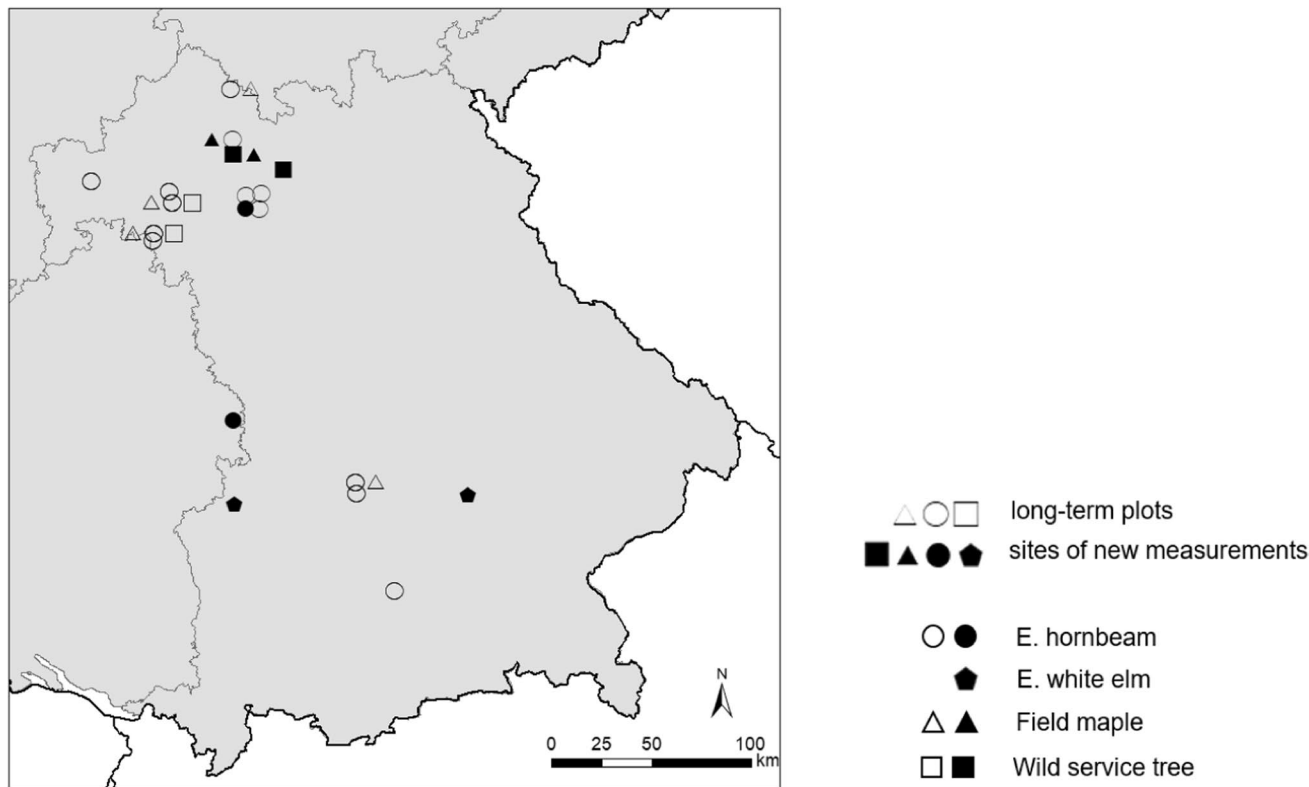 long-term plots
sites of new measurements
E. hornbeam
E. white elm
N
Field maple
0 25 50 100
km
Wild service tree